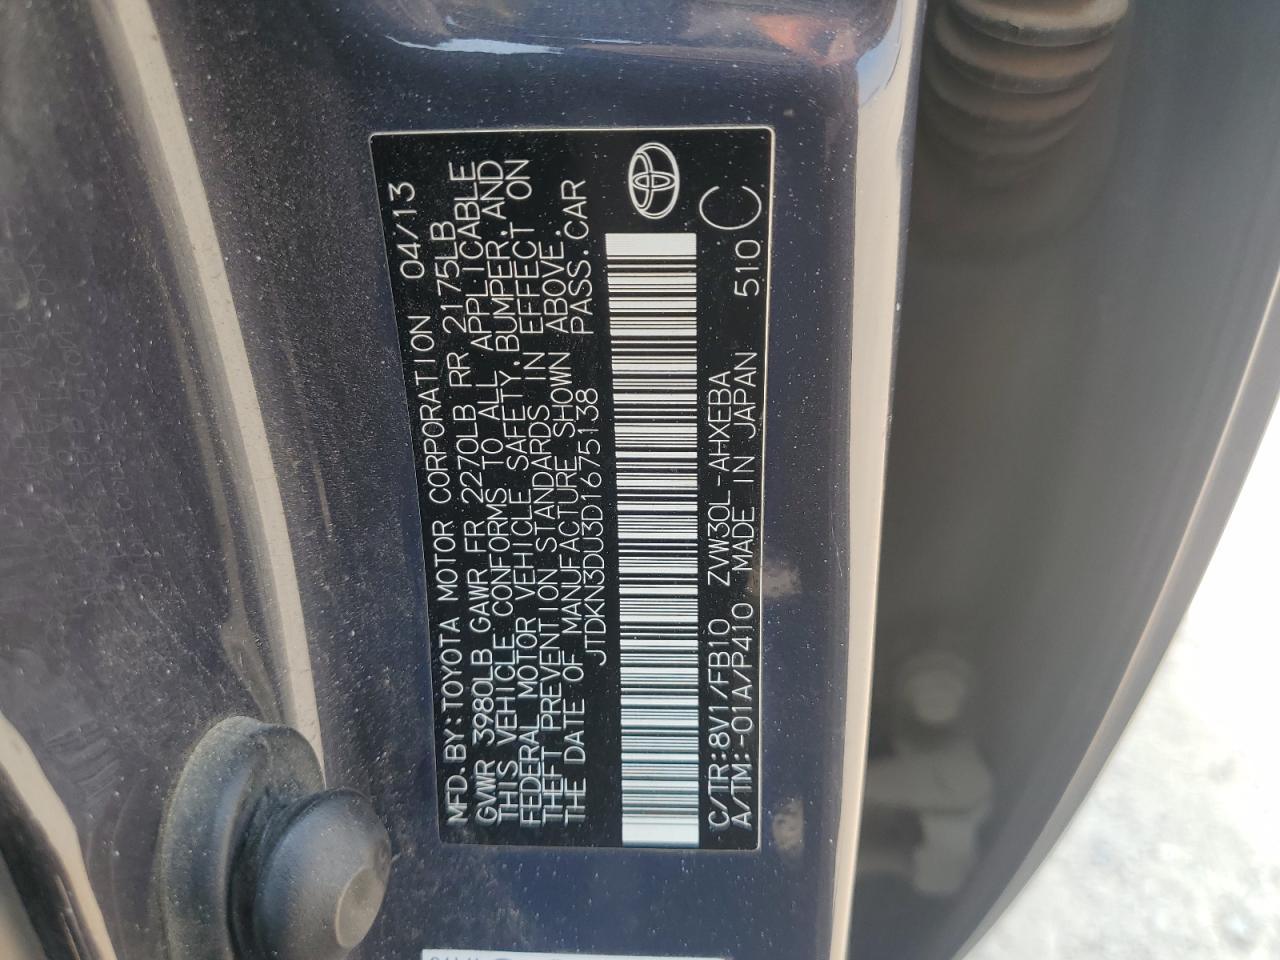 MFD.BY:TOYOTA MOTOR CORPORATION 04/13
GVWR 3980LB GAWR FR 2270LB RR 2175LB
THIS VEHICLE CONFORMS TO ALL APPLICABLE
FEDERAL MOTOR VEHICLE SAFETY,BUMPER,AND
THEFT PREVENTION STANDARDS IN EFFECT ON
THE DATE OF MANUFACTURE SHOWN ABOVE.
JTDKN3DU3D1675138 PASS.CAR
C/TR:8V1/FB10 ZVW30L-AHXEBA C
A/TM:-01A/P410 MADE IN JAPAN 510